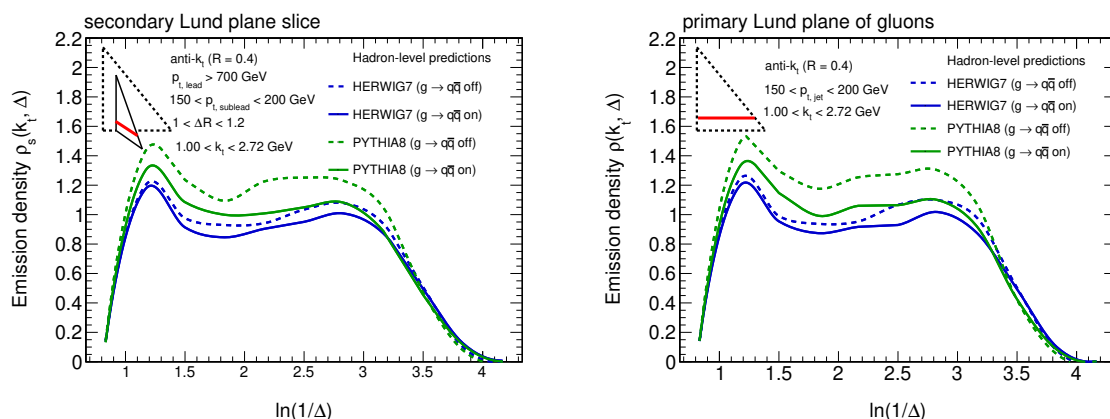 secondary Lund plane slice
Emission density ρs(kt, Δ)
2.2
2
1.8
1.6
1.4
1.2
1
0.8
0.6
0.4
0.2
0
anti-kt (R = 0.4)
pt, lead > 700 GeV
150 < pt, sublead < 200 GeV
1 < ΔR < 1.2
1.00 < kt < 2.72 GeV
Hadron-level predictions
HERWIG7 (g → qq̄ off)
HERWIG7 (g → qq̄ on)
PYTHIA8 (g → qq̄ off)
PYTHIA8 (g → qq̄ on)
1 1.5 2 2.5 3 3.5 4
ln(1/Δ)
primary Lund plane of gluons
Emission density ρ(kt, Δ)
2.2
2
1.8
1.6
1.4
1.2
1
0.8
0.6
0.4
0.2
0
anti-kt (R = 0.4)
150 < pt, jet < 200 GeV
1.00 < kt < 2.72 GeV
Hadron-level predictions
HERWIG7 (g → qq̄ off)
HERWIG7 (g → qq̄ on)
PYTHIA8 (g → qq̄ off)
PYTHIA8 (g → qq̄ on)
1 1.5 2 2.5 3 3.5 4
ln(1/Δ)